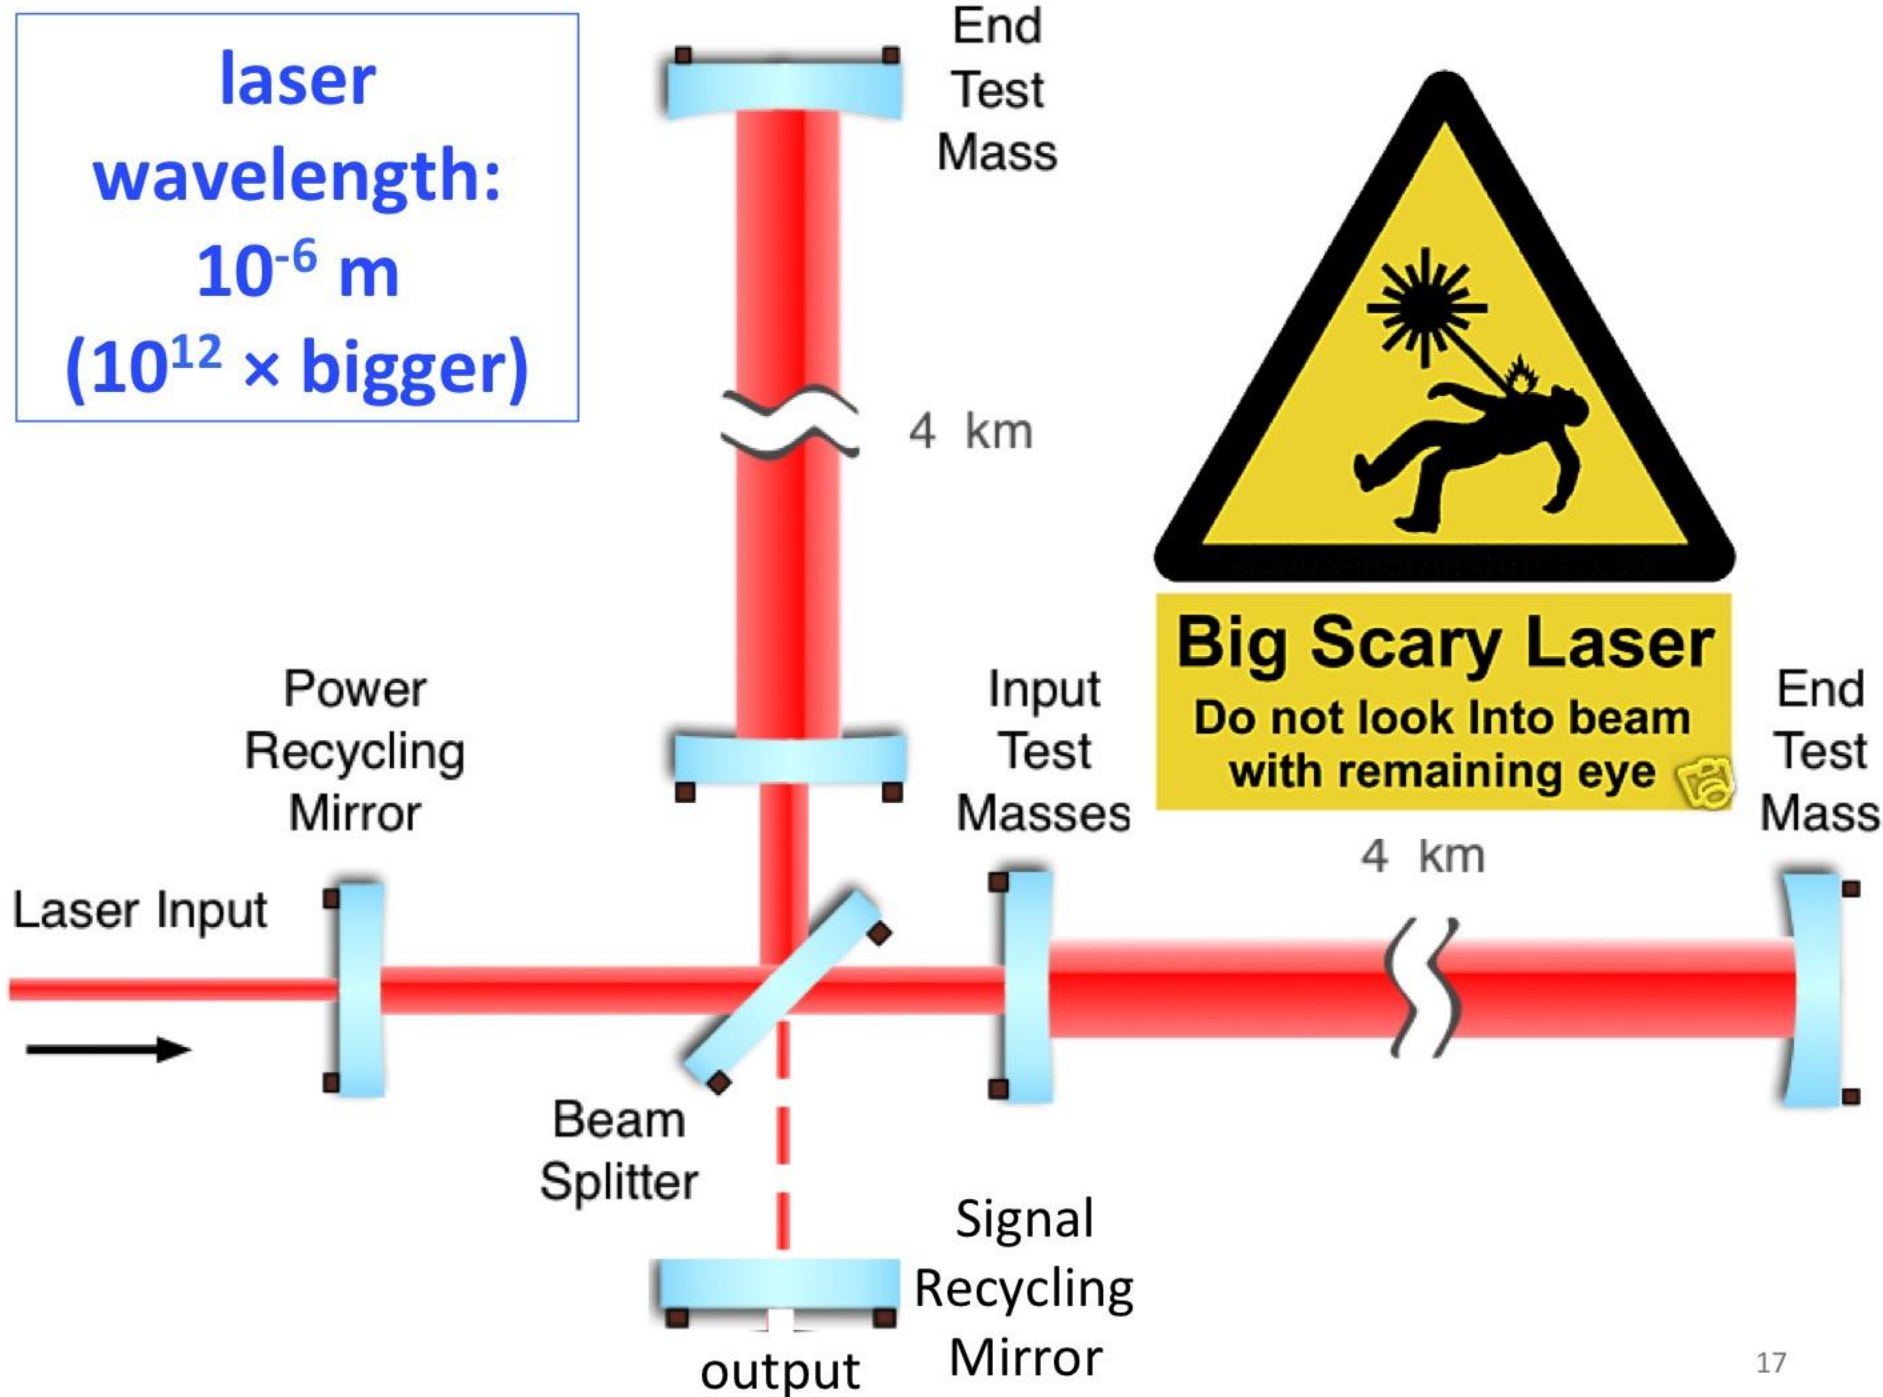 laser
wavelength:
10⁻⁶ m
(10¹² × bigger)
End
Test
Mass
4 km
Big Scary Laser
Do not look Into beam
with remaining eye
Power
Recycling
Mirror
Input
Test
Masses
End
Test
Mass
4 km
Laser Input
Beam
Splitter
Signal
Recycling
Mirror
output
17